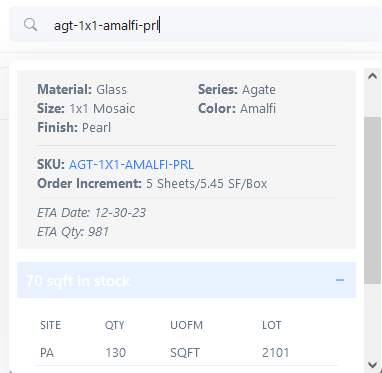 agt-1x1-amalfi-prl
Material: Glass Series: Agate
Size: 1x1 Mosaic Color: Amalfi
Finish: Pearl
SKU: AGT-1X1-AMALFI-PRL
Order Increment: 5 Sheets/5.45 SF/Box
ETA Date: 12-30-23
ETA Qty: 981
70 sqft in stock −
SITE QTY UOFM LOT
PA 130 SQFT 2101